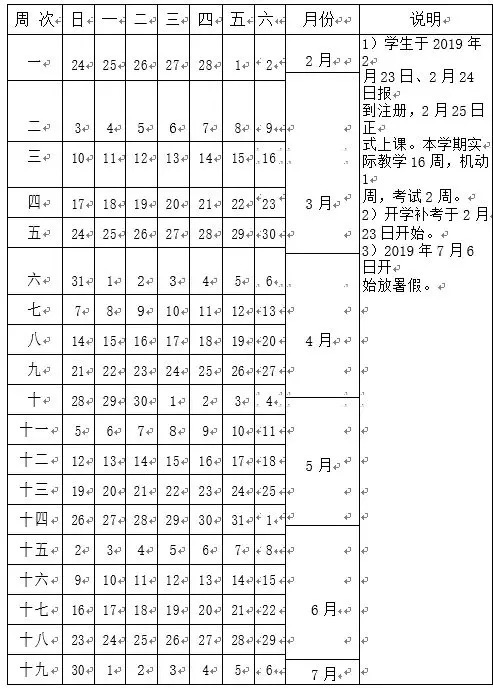 周 次 日 一 二 三 四 五 六 月份 说明
一 24 25 26 27 28 1 2 2月
二 3 4 5 6 7 8 9
三 10 11 12 13 14 15 16
四 17 18 19 20 21 22 23 3月
五 24 25 26 27 28 29 30
六 31 1 2 3 4 5 6
七 7 8 9 10 11 12 13
八 14 15 16 17 18 19 20 4月
九 21 22 23 24 25 26 27
十 28 29 30 1 2 3 4
十一 5 6 7 8 9 10 11
十二 12 13 14 15 16 17 18 5月
十三 19 20 21 22 23 24 25
十四 26 27 28 29 30 31 1
十五 2 3 4 5 6 7 8
十六 9 10 11 12 13 14 15
十七 16 17 18 19 20 21 22 6月
十八 23 24 25 26 27 28 29
十九 30 1 2 3 4 5 6 7月
1）学生于 2019 年
2
月 23 日、2 月 24
日报
到注册，2 月 25 日
正
式上课。本学期实
际教学 16 周，机动
1
周，考试 2 周。
2）开学补考于 2 月
23 日开始。
3）2019 年 7 月 6
日开
始放暑假。